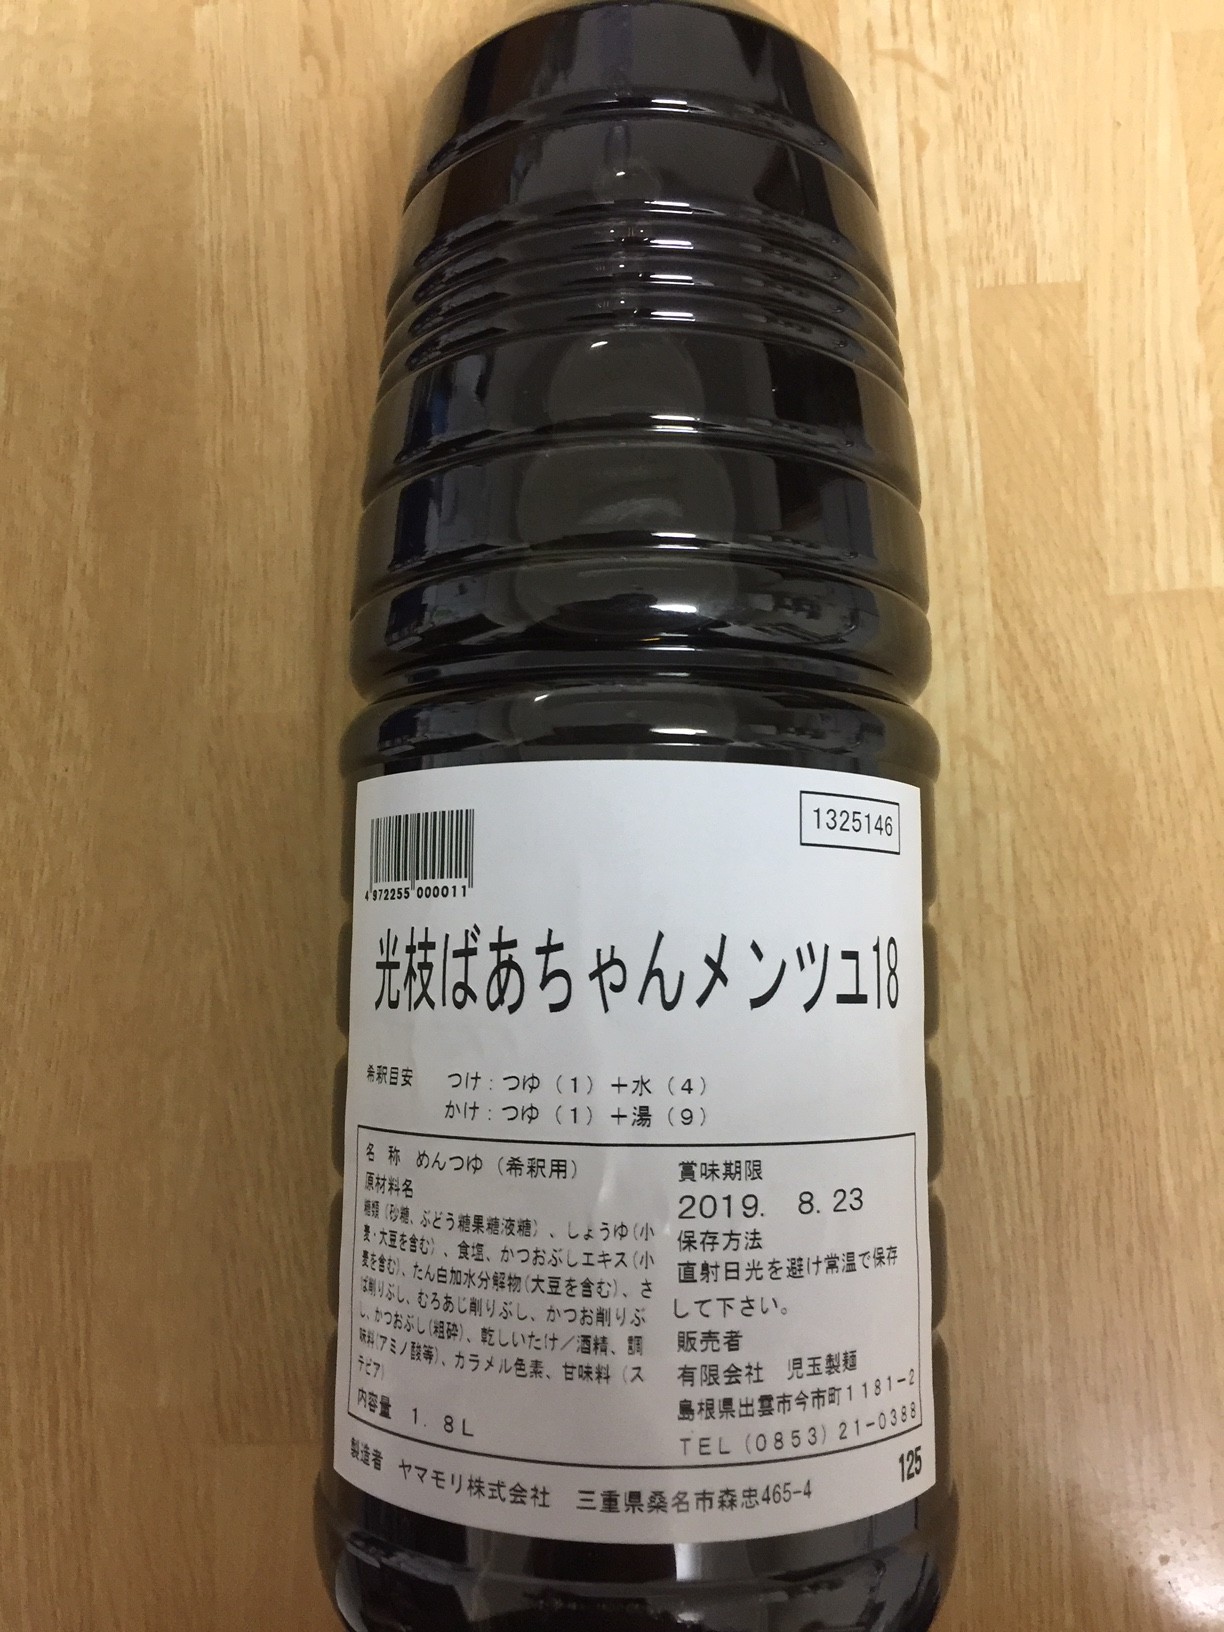 1325146
4 972255 000011
光枝ばあちゃんメンツユ18
希釈目安 つけ：つゆ（1）＋水（4）
かけ：つゆ（1）＋湯（9）
名 称 めんつゆ（希釈用）
原材料名
糖類（砂糖、ぶどう糖果糖液糖）、しょうゆ（小
麦・大豆を含む）、食塩、かつおぶしエキス（小
麦を含む）、たん白加水分解物（大豆を含む）、さ
ば削りぶし、むろあじ削りぶし、かつお削りぶ
し、かつおぶし（粗砕）、乾しいたけ／酒精、調
味料（アミノ酸等）、カラメル色素、甘味料（ス
テビア）
内容量 1．8L
賞味期限
2019. 8.23
保存方法
直射日光を避け常温で保存
して下さい。
販売者
有限会社 児玉製麺
島根県出雲市今市町1181-2
TEL（0853）21-0388
製造者 ヤマモリ株式会社 三重県桑名市森忠465-4
125